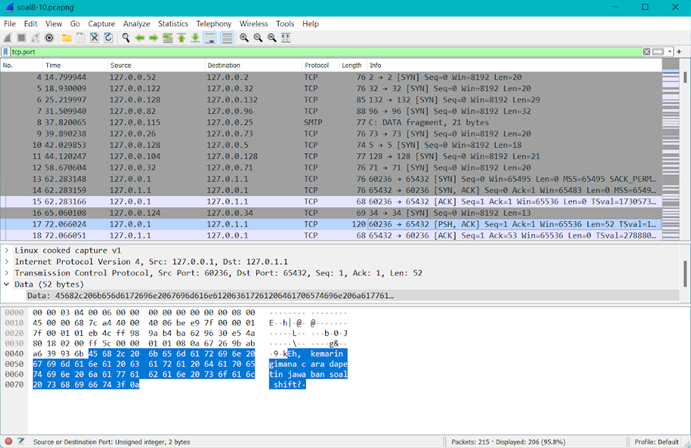 soal8-10.pcapng
File Edit View Go Capture Analyze Statistics Telephony Wireless Tools Help
tcp.port
No. Time Source Destination Protocol Length Info
4 14.799944 127.0.0.52 127.0.0.2 TCP 76 2 → 2 [SYN] Seq=0 Win=8192 Len=20
5 18.930009 127.0.0.122 127.0.0.32 TCP 76 32 → 32 [SYN] Seq=0 Win=8192 Len=20
6 25.219997 127.0.0.128 127.0.0.132 TCP 85 132 → 132 [SYN] Seq=0 Win=8192 Len=29
7 31.509940 127.0.0.82 127.0.0.96 TCP 88 96 → 96 [SYN] Seq=0 Win=8192 Len=32
8 37.820065 127.0.0.115 127.0.0.25 SMTP 77 C: DATA fragment, 21 bytes
9 39.890238 127.0.0.26 127.0.0.73 TCP 76 73 → 73 [SYN] Seq=0 Win=8192 Len=20
10 42.029853 127.0.0.128 127.0.0.5 TCP 74 5 → 5 [SYN] Seq=0 Win=8192 Len=18
11 44.120247 127.0.0.104 127.0.0.128 TCP 77 128 → 128 [SYN] Seq=0 Win=8192 Len=21
12 58.670604 127.0.0.32 127.0.0.71 TCP 76 71 → 71 [SYN] Seq=0 Win=8192 Len=20
13 62.283148 127.0.0.1 127.0.1.1 TCP 76 60236 → 65432 [SYN] Seq=0 Win=65495 Len=0 MSS=65495 SACK_PERM…
14 62.283159 127.0.1.1 127.0.0.1 TCP 76 65432 → 60236 [SYN, ACK] Seq=0 Ack=1 Win=65483 Len=0 MSS=6549…
15 62.283166 127.0.0.1 127.0.1.1 TCP 68 60236 → 65432 [ACK] Seq=1 Ack=1 Win=65536 Len=0 TSval=1730573…
16 65.060108 127.0.0.124 127.0.0.34 TCP 69 34 → 34 [SYN] Seq=0 Win=8192 Len=13
17 72.066024 127.0.0.1 127.0.1.1 TCP 120 60236 → 65432 [PSH, ACK] Seq=1 Ack=1 Win=65536 Len=52 TSval=1…
18 72.066051 127.0.1.1 127.0.0.1 TCP 68 65432 → 60236 [ACK] Seq=1 Ack=53 Win=65536 Len=0 TSval=278880…
Linux cooked capture v1
Internet Protocol Version 4, Src: 127.0.0.1, Dst: 127.0.1.1
Transmission Control Protocol, Src Port: 60236, Dst Port: 65432, Seq: 1, Ack: 1, Len: 52
Data (52 bytes)
Data: 45682c206b656d6172696e2067696d616e612063617261206461706574696e206a617761…
0000 00 00 03 04 00 06 00 00 00 00 00 00 00 00 08 00 ········ ········
0010 45 00 00 68 7c a4 40 00 40 06 be e9 7f 00 00 01 E··h|·@· @·······
0020 7f 00 01 01 eb 4c ff 98 9a b4 ba 62 96 30 e5 4a ·····L·· ···b·0·J
0030 80 18 02 00 ff 5c 00 00 01 01 08 0a 67 26 9b ab ·····\·· ····g&··
0040 a6 39 93 6b 45 68 2c 20 6b 65 6d 61 72 69 6e 20 ·9·kEh, kemarin
0050 67 69 6d 61 6e 61 20 63 61 72 61 20 64 61 70 65 gimana c ara dape
0060 74 69 6e 20 6a 61 77 61 62 61 6e 20 73 6f 61 6c tin jawa ban soal
0070 20 73 68 69 66 74 3f 0a shift?·
Source or Destination Port: Unsigned integer, 2 bytes
Packets: 215 · Displayed: 206 (95.8%)
Profile: Default